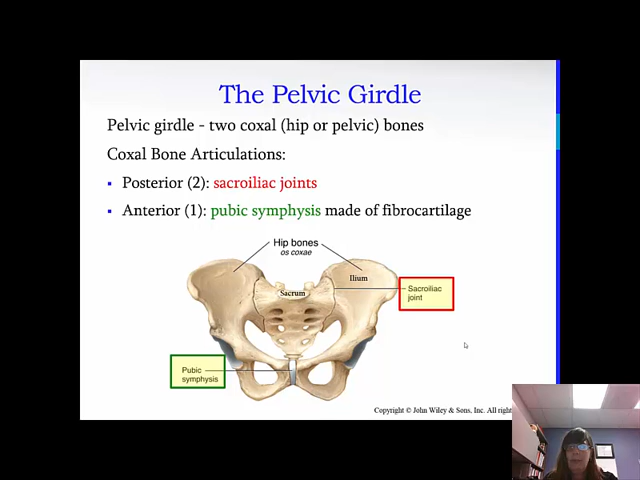 The Pelvic Girdle
Pelvic girdle - two coxal (hip or pelvic) bones
Coxal Bone Articulations:
▪ Posterior (2): sacroiliac joints
▪ Anterior (1): pubic symphysis made of fibrocartilage
Hip bones
os coxae
Ilium
Sacrum
Sacroiliac
joint
Pubic
symphysis
Copyright © John Wiley & Sons, Inc. All right